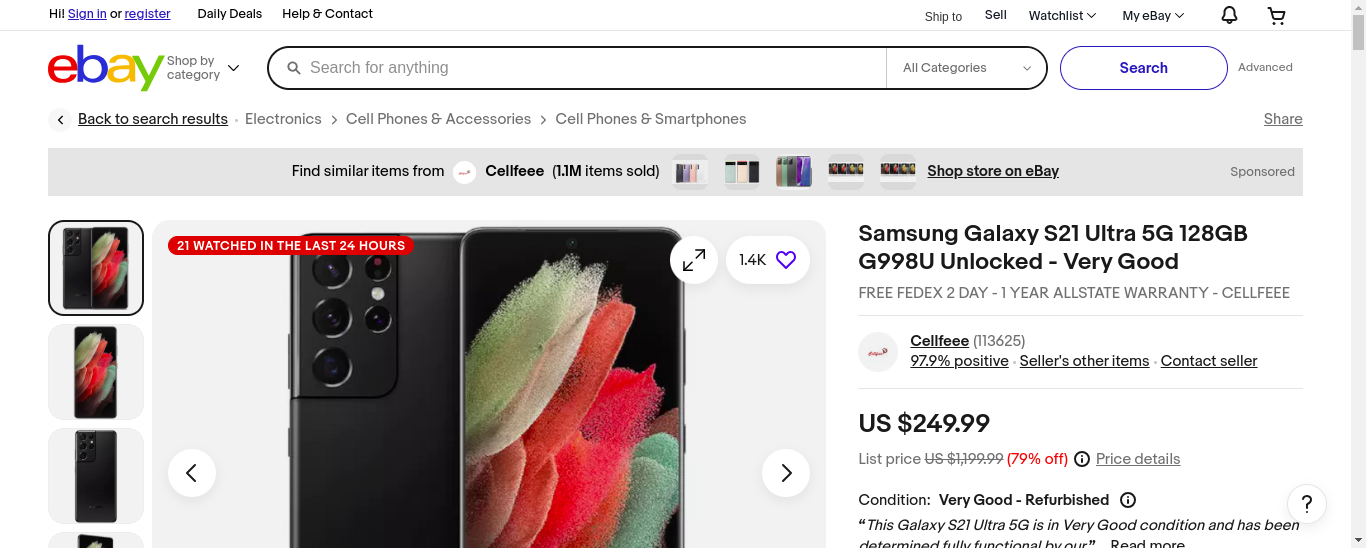 Hi! Sign in or register Daily Deals Help & Contact Ship to Sell Watchlist My eBay
ebay Shop by category Search for anything All Categories Search Advanced
Back to search results Electronics Cell Phones & Accessories Cell Phones & Smartphones Share
Find similar items from Cellfeee (1.1M items sold) Shop store on eBay Sponsored
21 WATCHED IN THE LAST 24 HOURS
1.4K
Samsung Galaxy S21 Ultra 5G 128GB
G998U Unlocked - Very Good
FREE FEDEX 2 DAY - 1 YEAR ALLSTATE WARRANTY - CELLFEEE
Cellfeee (113625)
97.9% positive Seller's other items Contact seller
US $249.99
List price US $1,199.99 (79% off) Price details
Condition: Very Good - Refurbished
“This Galaxy S21 Ultra 5G is in Very Good condition and has been
determined fully functional by our” ... Read more
?